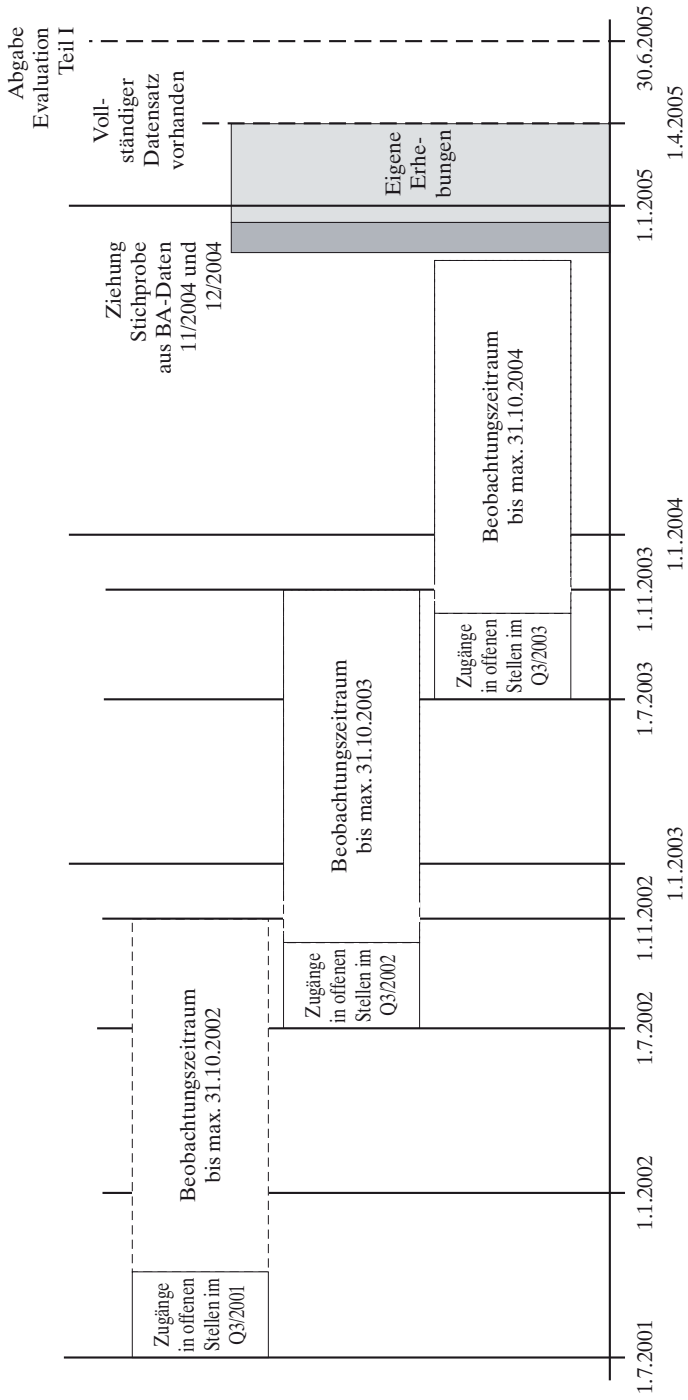 Abgabe
Evaluation
Teil I
Voll-
ständiger
Datensatz
vorhanden
Ziehung
Stichprobe
aus BA-Daten
11/2004 und
12/2004
Eigene
Erhe-
bungen
Zugänge
in offenen
Stellen im
Q3/2001
Beobachtungszeitraum
bis max. 31.10.2002
Zugänge
in offenen
Stellen im
Q3/2002
Beobachtungszeitraum
bis max. 31.10.2003
Zugänge
in offenen
Stellen im
Q3/2003
Beobachtungszeitraum
bis max. 31.10.2004
1.7.2001
1.1.2002
1.7.2002
1.11.2002
1.1.2003
1.7.2003
1.11.2003
1.1.2004
1.1.2005
1.4.2005
30.6.2005